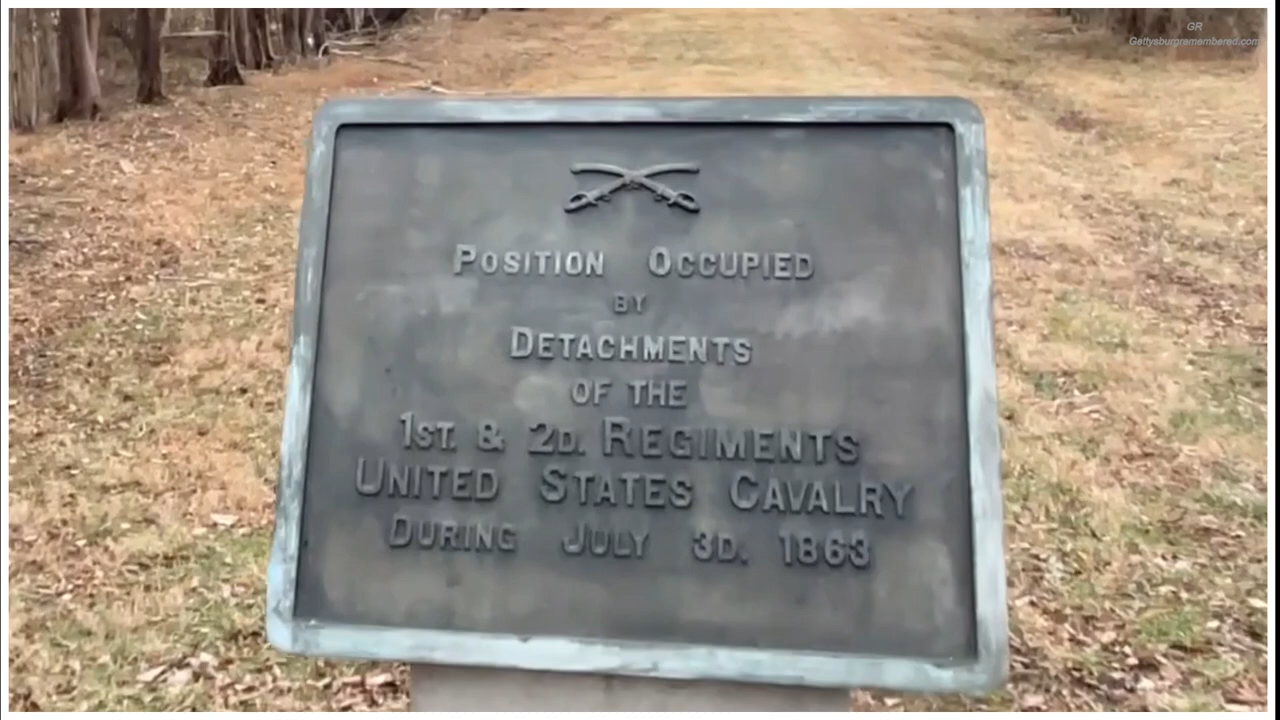 GR
Gettysburgremembered.com
POSITION OCCUPIED
BY
DETACHMENTS
OF THE
1ST. & 2D. REGIMENTS
UNITED STATES CAVALRY
DURING JULY 3D. 1863